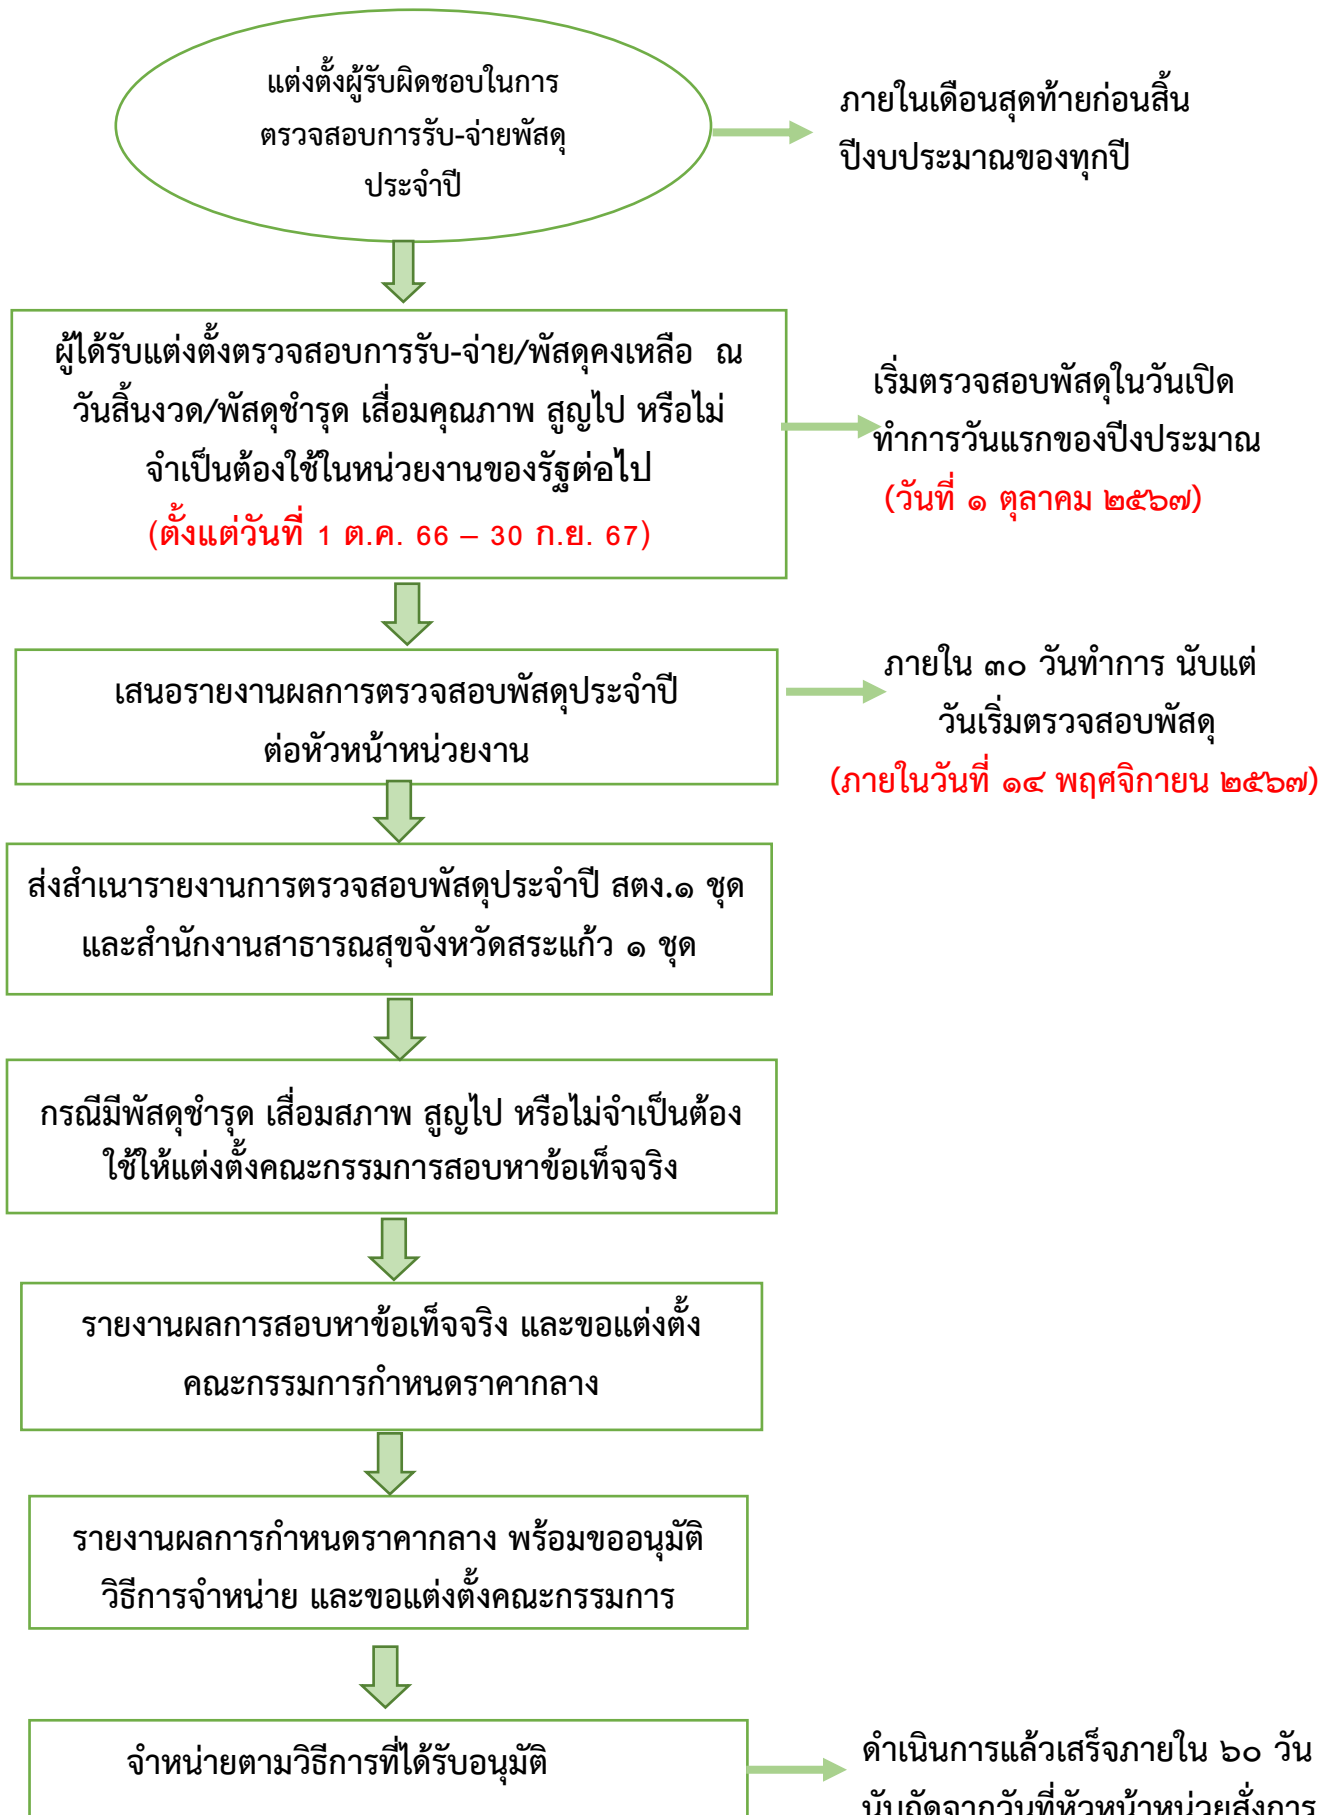 แต่งตั้งผู้รับผิดชอบในการ
ตรวจสอบการรับ-จ่ายพัสดุ
ประจำปี
ภายในเดือนสุดท้ายก่อนสิ้น
ปีงบประมาณของทุกปี
ผู้ได้รับแต่งตั้งตรวจสอบการรับ-จ่าย/พัสดุคงเหลือ ณ
วันสิ้นงวด/พัสดุชำรุด เสื่อมคุณภาพ สูญไป หรือไม่
จำเป็นต้องใช้ในหน่วยงานของรัฐต่อไป
(ตั้งแต่วันที่ 1 ต.ค. 66 – 30 ก.ย. 67)
เริ่มตรวจสอบพัสดุในวันเปิด
ทำการวันแรกของปีงประมาณ
(วันที่ ๑ ตุลาคม ๒๕๖๗)
เสนอรายงานผลการตรวจสอบพัสดุประจำปี
ต่อหัวหน้าหน่วยงาน
ภายใน ๓๐ วันทำการ นับแต่
วันเริ่มตรวจสอบพัสดุ
(ภายในวันที่ ๑๔ พฤศจิกายน ๒๕๖๗)
ส่งสำเนารายงานการตรวจสอบพัสดุประจำปี สตง.๑ ชุด
และสำนักงานสาธารณสุขจังหวัดสระแก้ว ๑ ชุด
กรณีมีพัสดุชำรุด เสื่อมสภาพ สูญไป หรือไม่จำเป็นต้อง
ใช้ให้แต่งตั้งคณะกรรมการสอบหาข้อเท็จจริง
รายงานผลการสอบหาข้อเท็จจริง และขอแต่งตั้ง
คณะกรรมการกำหนดราคากลาง
รายงานผลการกำหนดราคากลาง พร้อมขออนุมัติ
วิธีการจำหน่าย และขอแต่งตั้งคณะกรรมการ
จำหน่ายตามวิธีการที่ได้รับอนุมัติ
ดำเนินการแล้วเสร็จภายใน ๖๐ วัน
นับถัดจากวันที่หัวหน้าหน่วยสั่งการ